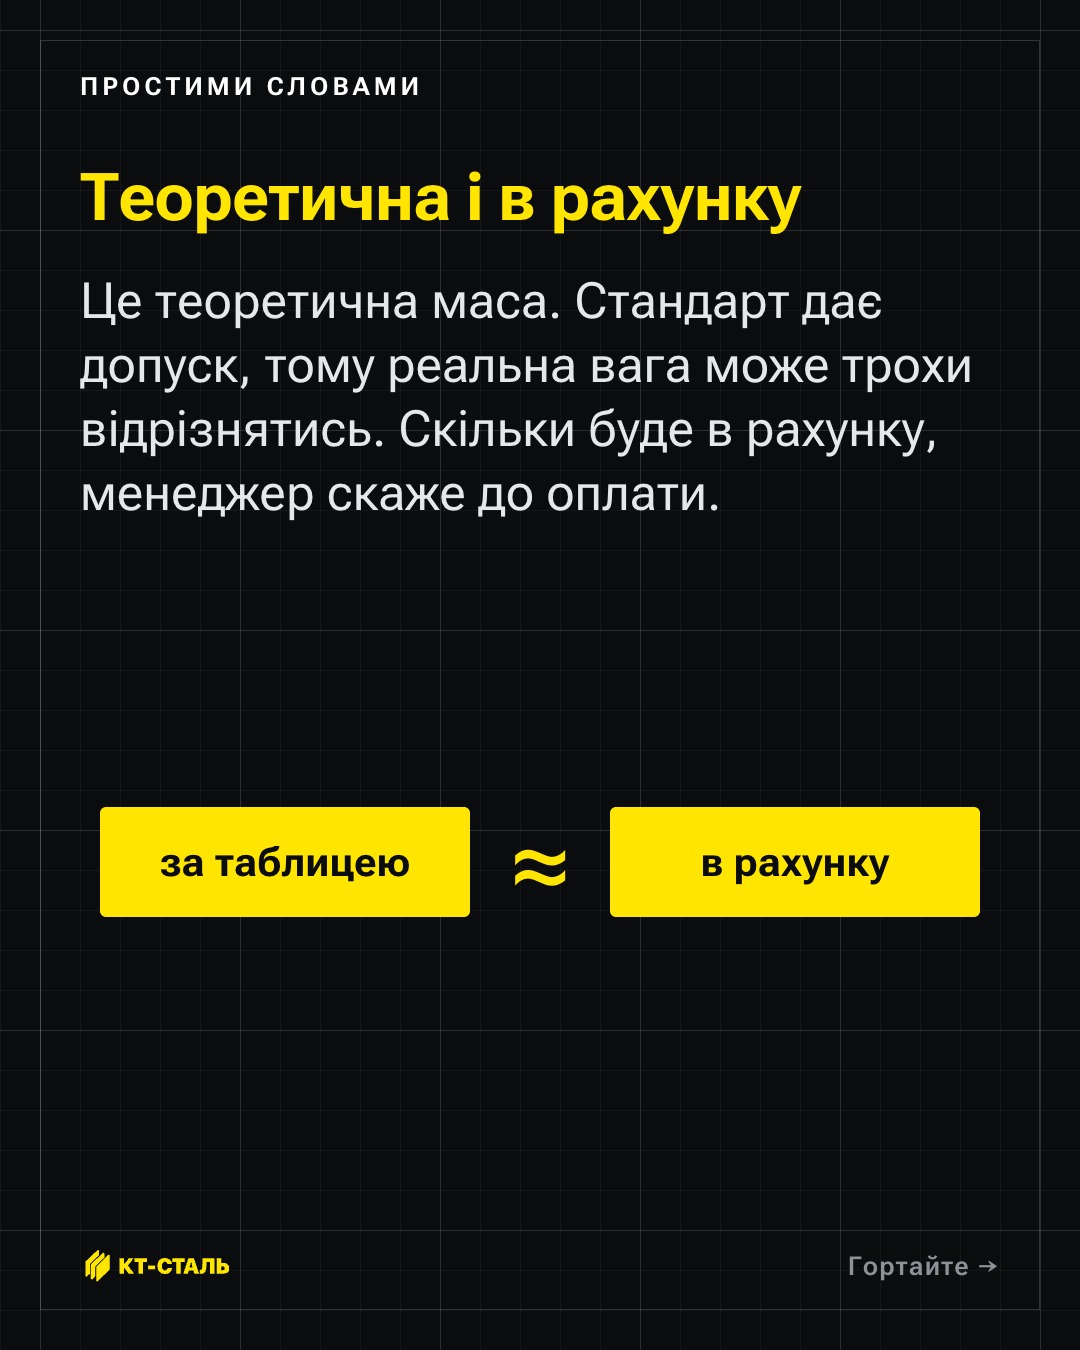 ПРОСТИМИ СЛОВАМИ
Теоретична і в рахунку
Це теоретична маса. Стандарт дає
допуск, тому реальна вага може трохи
відрізнятись. Скільки буде в рахунку,
менеджер скаже до оплати.
за таблицею ≈ в рахунку
КТ-СТАЛЬ
Гортайте →